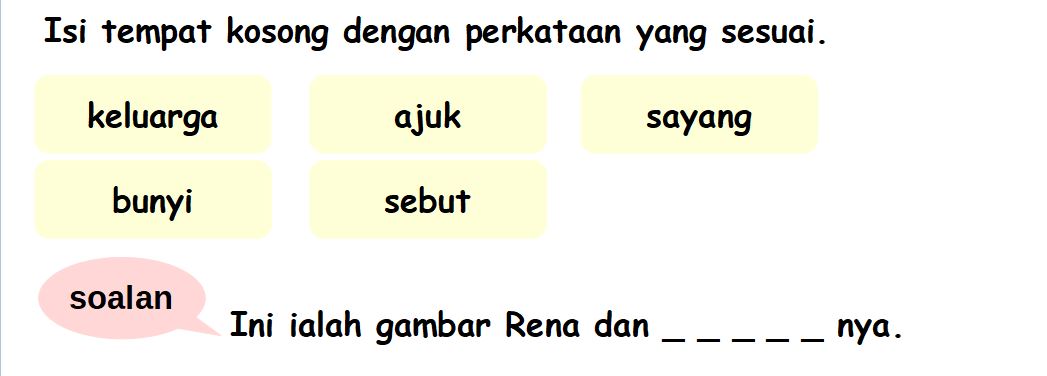 Isi tempat kosong dengan perkataan yang sesuai.
keluarga ajuk sayang
bunyi sebut
soalan
Ini ialah gambar Rena dan _ _ _ _ _ nya.